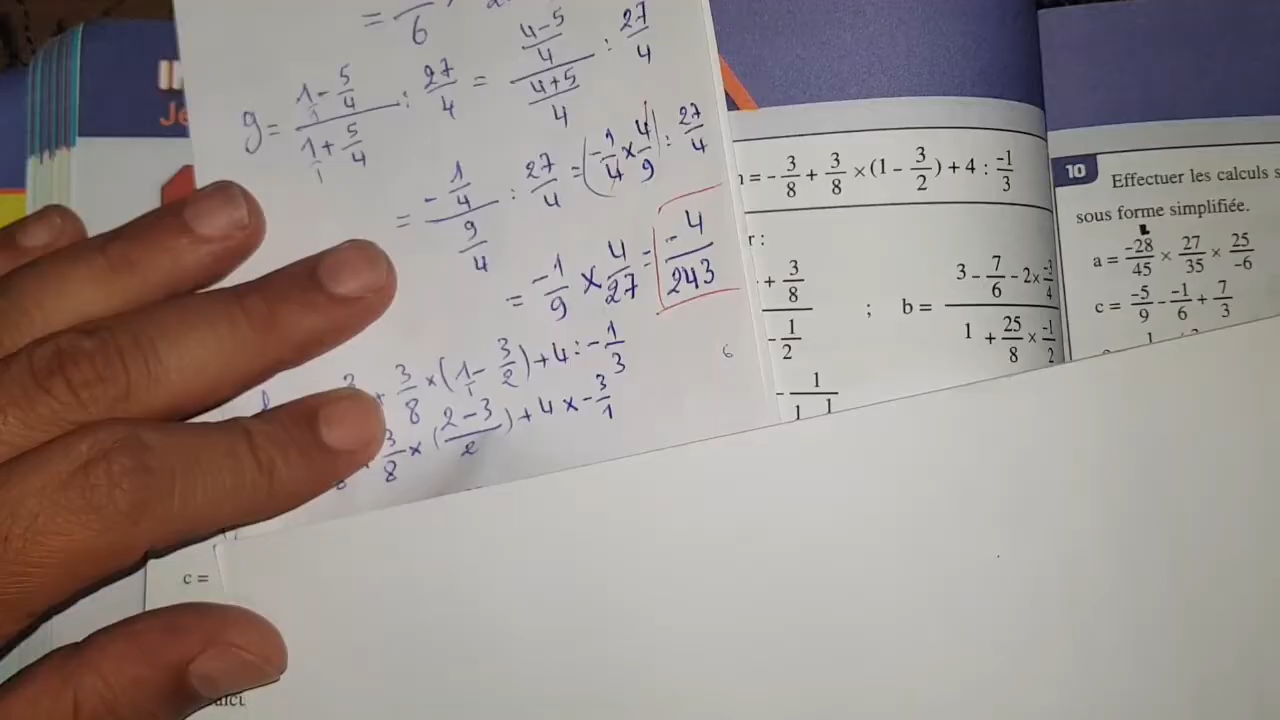 = /6
g = (1/1 - 5/4)/(1/1 + 5/4) : 27/4 = ((4-5)/4)/((4+5)/4) : 27/4
= (-1/4)/(9/4) : 27/4 = (-1/4 × 4/9) : 27/4
= -1/9 × 4/27 = -4/243
+ 3/8 × (1/1 - 3/2) + 4 : -1/3
3/8 × ((2-3)/2) + 4 × -3/1
6
= -3/8 + 3/8 × (1 - 3/2) + 4 : -1/3
r :
+ 3/8
- 1/2
; b = (3 - 7/6 - 2×-3/4)/(1 + 25/8 × -1/2)
- 1/
10 Effectuer les calculs s
sous forme simplifiée.
a = -28/45 × 27/35 × 25/-6
c = -5/9 - -1/6 + 7/3
c =